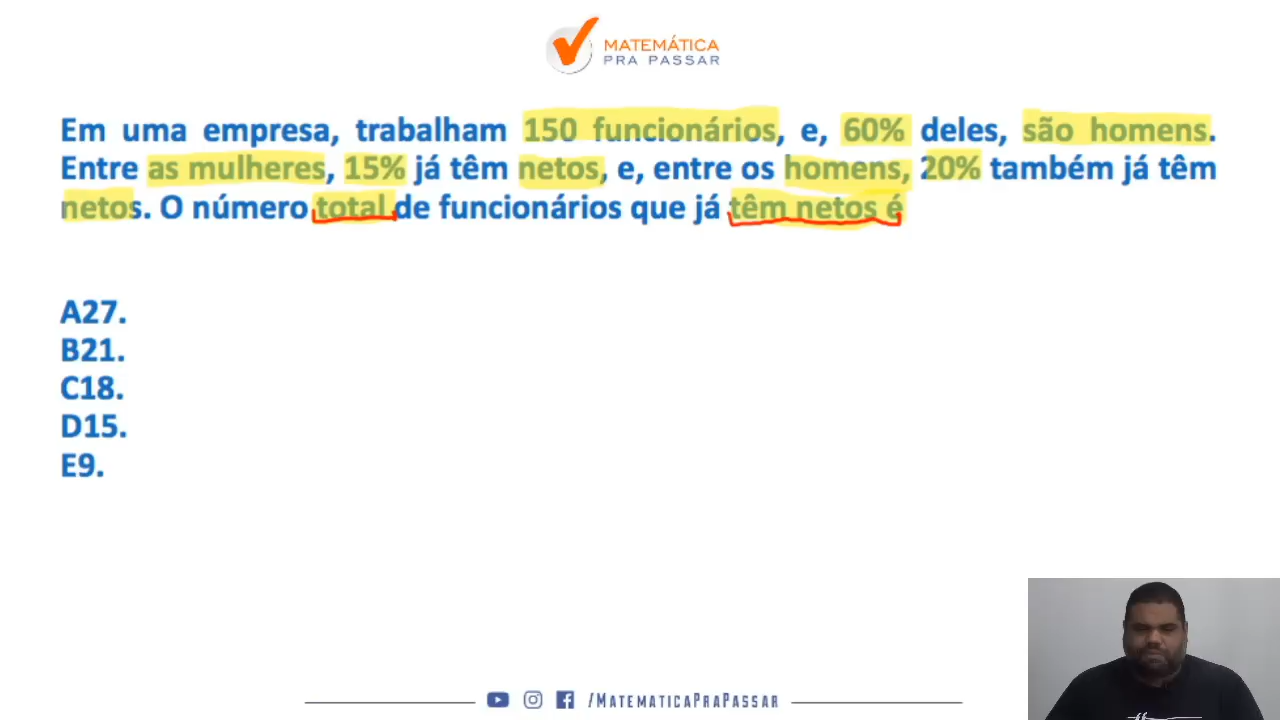 MATEMÁTICA
PRA PASSAR
Em uma empresa, trabalham 150 funcionários, e, 60% deles, são homens.
Entre as mulheres, 15% já têm netos, e, entre os homens, 20% também já têm
netos. O número total de funcionários que já têm netos é
A27.
B21.
C18.
D15.
E9.
/MATEMATICAPRAPASSAR